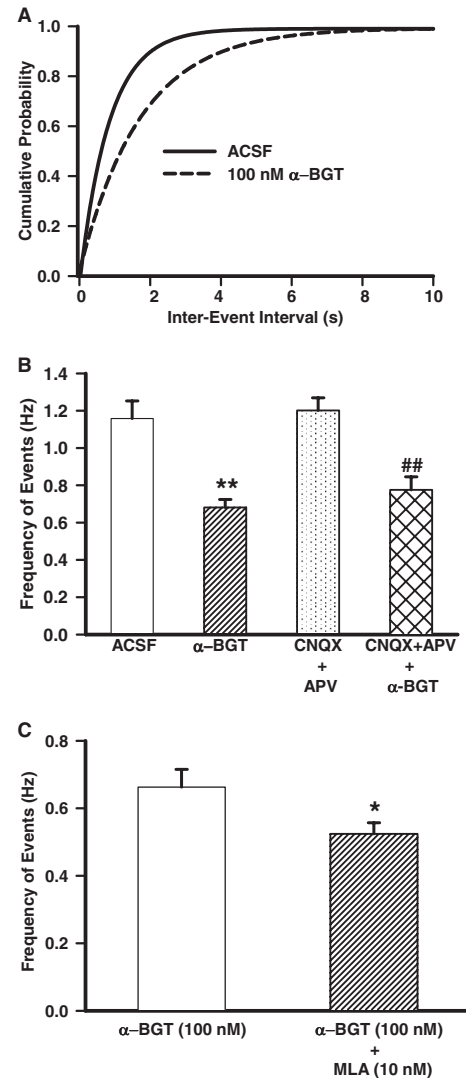 A
1.0
0.8
0.6
0.4
0.2
0.0
Cumulative Probability
ACSF
100 nM α–BGT
0 2 4 6 8 10
Inter-Event Interval (s)
B
1.4
1.2
1.0
0.8
0.6
0.4
0.2
0.0
Frequency of Events (Hz)
**
##
ACSF α–BGT CNQX CNQX+APV
+ +
APV α-BGT
C
0.8
0.6
0.4
0.2
0.0
Frequency of Events (Hz)
*
α–BGT (100 nM) α–BGT (100 nM)
+
MLA (10 nM)